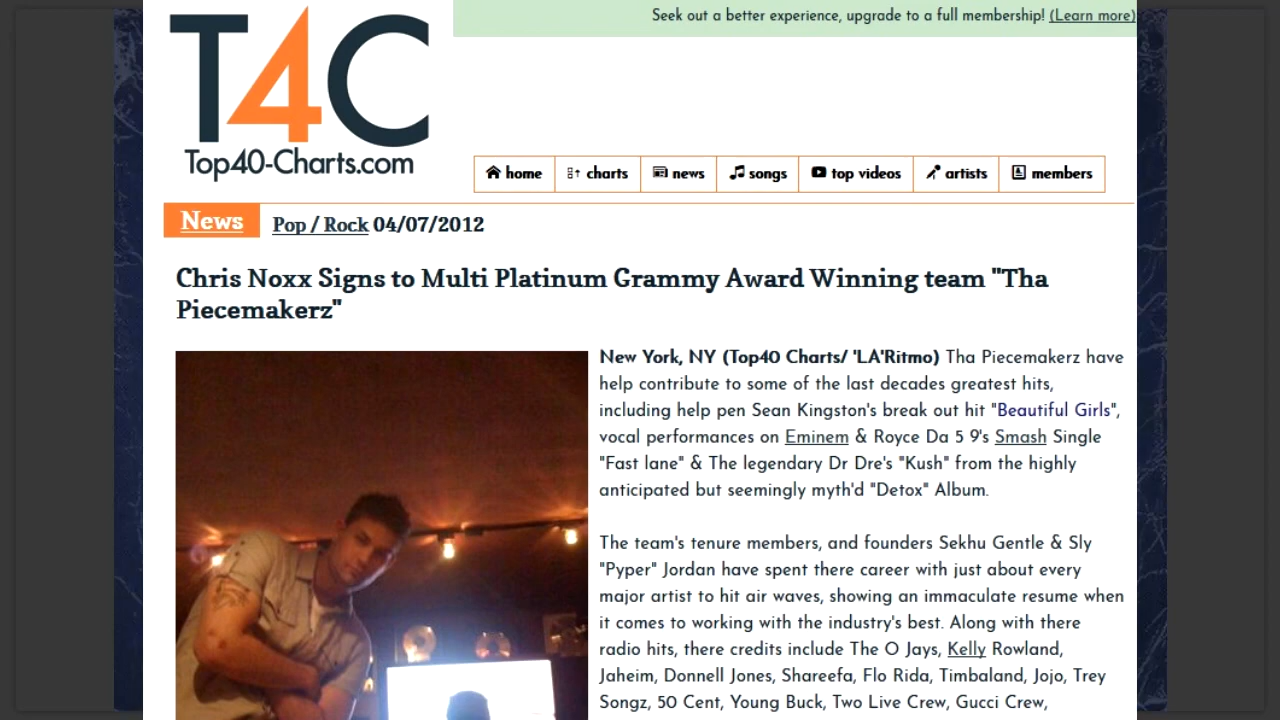 Seek out a better experience, upgrade to a full membership! (Learn more)
T4C
Top40-Charts.com
home charts news songs top videos artists members
News Pop / Rock 04/07/2012
Chris Noxx Signs to Multi Platinum Grammy Award Winning team "Tha
Piecemakerz"
New York, NY (Top40 Charts/ 'LA'Ritmo) Tha Piecemakerz have
help contribute to some of the last decades greatest hits,
including help pen Sean Kingston's break out hit "Beautiful Girls",
vocal performances on Eminem & Royce Da 5 9's Smash Single
"Fast lane" & The legendary Dr Dre's "Kush" from the highly
anticipated but seemingly myth'd "Detox" Album.
The team's tenure members, and founders Sekhu Gentle & Sly
"Pyper" Jordan have spent there career with just about every
major artist to hit air waves, showing an immaculate resume when
it comes to working with the industry's best. Along with there
radio hits, there credits include The O Jays, Kelly Rowland,
Jaheim, Donnell Jones, Shareefa, Flo Rida, Timbaland, Jojo, Trey
Songz, 50 Cent, Young Buck, Two Live Crew, Gucci Crew,